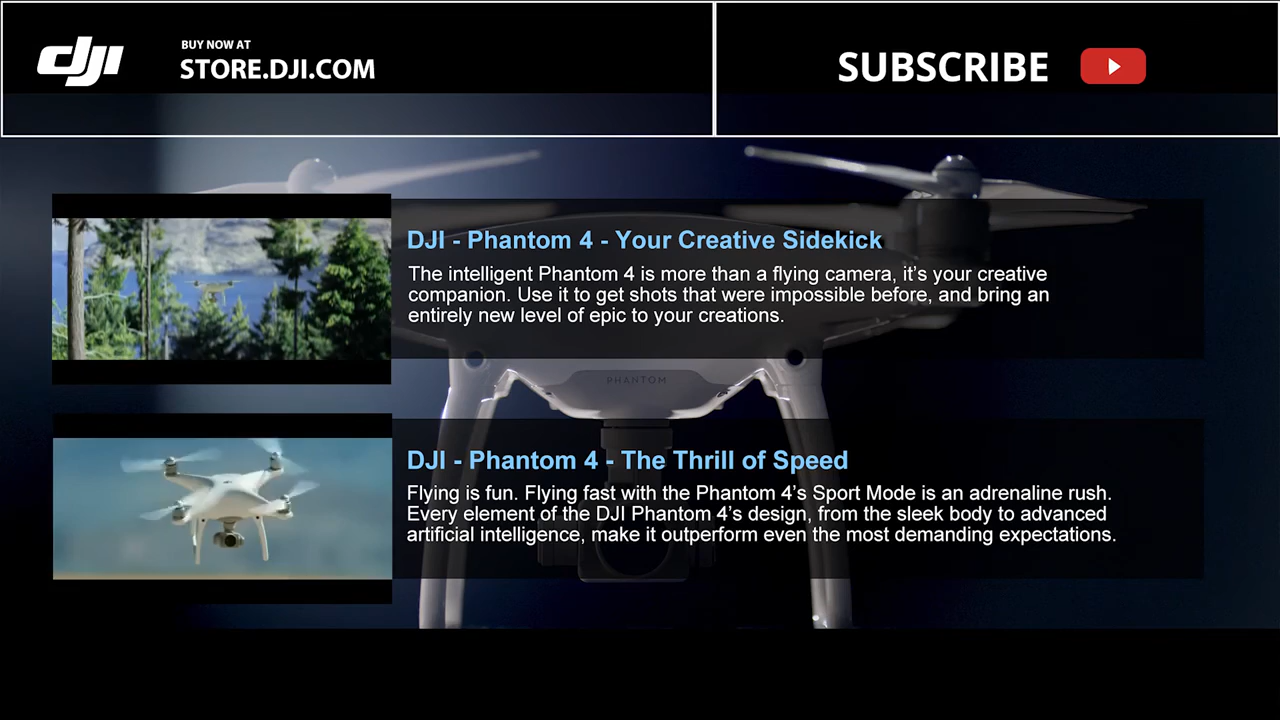 dji
BUY NOW AT
STORE.DJI.COM
SUBSCRIBE
DJI - Phantom 4 - Your Creative Sidekick
The intelligent Phantom 4 is more than a flying camera, it's your creative
companion. Use it to get shots that were impossible before, and bring an
entirely new level of epic to your creations.
PHANTOM
DJI - Phantom 4 - The Thrill of Speed
Flying is fun. Flying fast with the Phantom 4's Sport Mode is an adrenaline rush.
Every element of the DJI Phantom 4's design, from the sleek body to advanced
artificial intelligence, make it outperform even the most demanding expectations.